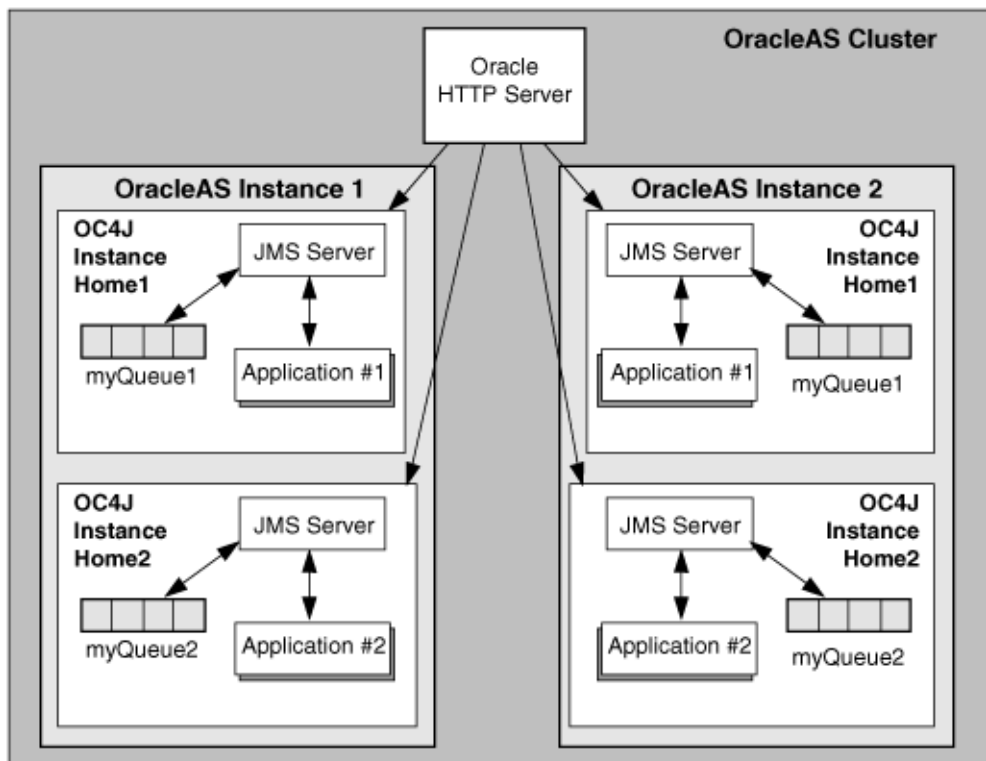 OracleAS Cluster
Oracle
HTTP Server
OracleAS Instance 1
OC4J
Instance
Home1
JMS Server
myQueue1
Application #1
OC4J
Instance
Home2
JMS Server
myQueue2
Application #2
OracleAS Instance 2
JMS Server
OC4J
Instance
Home1
Application #1
myQueue1
JMS Server
OC4J
Instance
Home2
Application #2
myQueue2